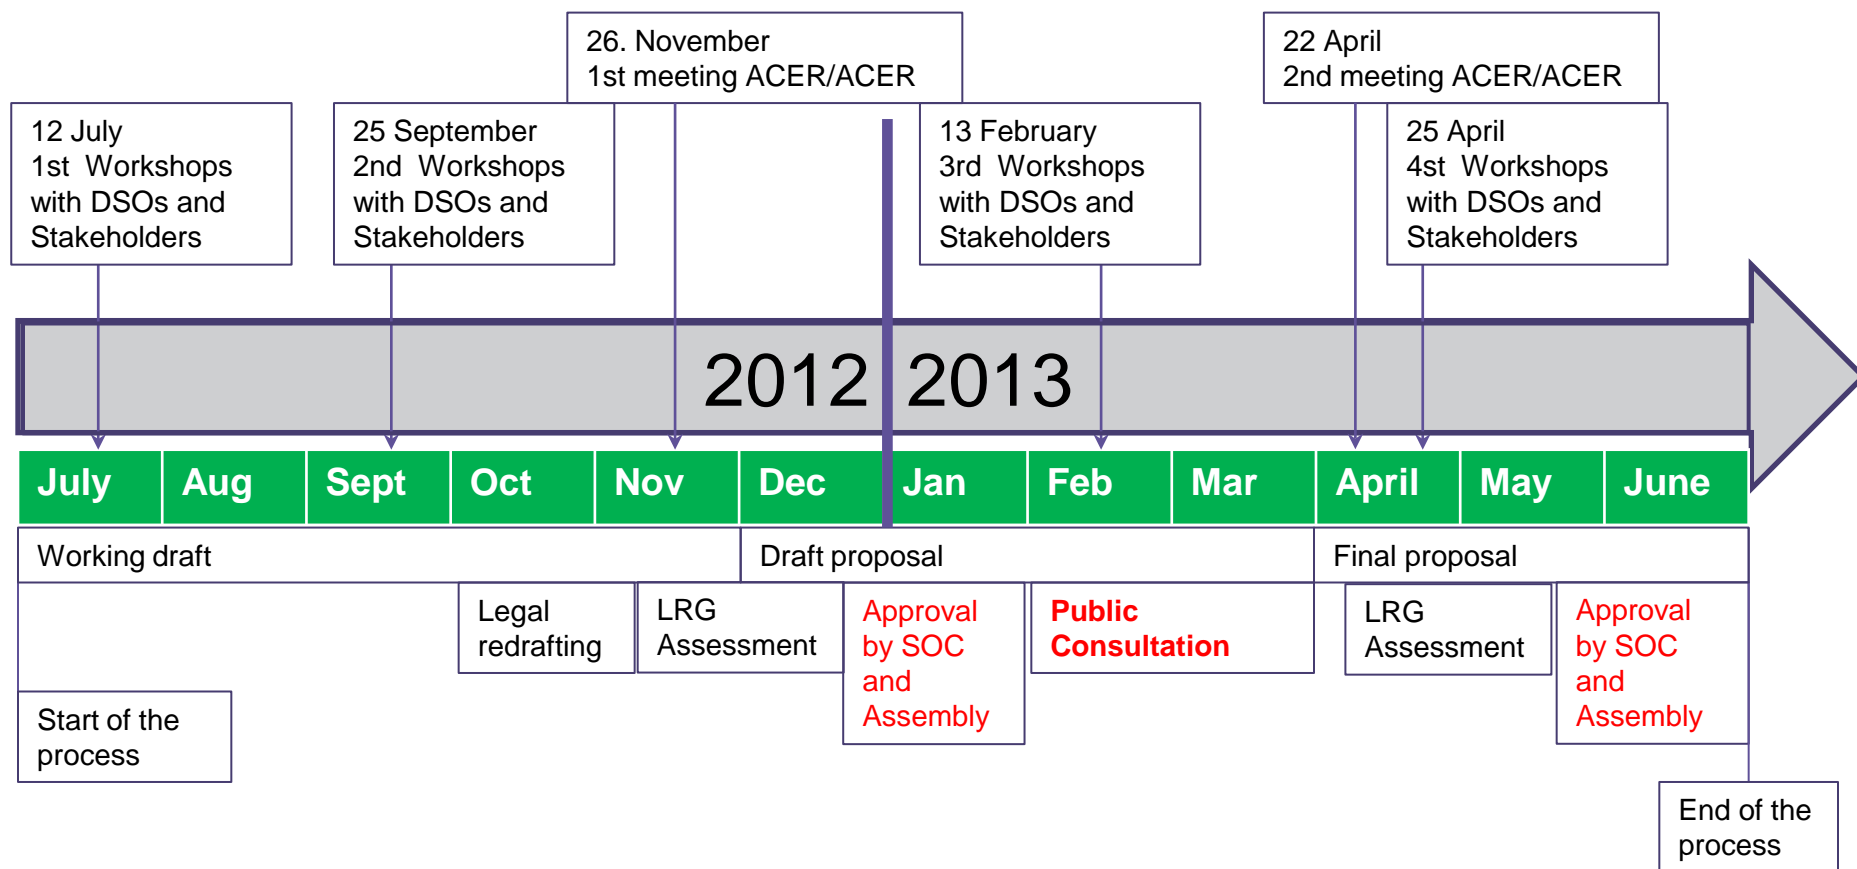 26. November
1st meeting ACER/ACER
22 April
2nd meeting ACER/ACER
12 July
1st Workshops
with DSOs and
Stakeholders
25 September
2nd Workshops
with DSOs and
Stakeholders
13 February
3rd Workshops
with DSOs and
Stakeholders
25 April
4st Workshops
with DSOs and
Stakeholders
2012 2013
July Aug Sept Oct Nov Dec Jan Feb Mar April May June
Working draft
Draft proposal
Final proposal
Legal
redrafting
LRG
Assessment
Approval
by SOC
and
Assembly
Public
Consultation
LRG
Assessment
Approval
by SOC
and
Assembly
Start of the
process
End of the
process